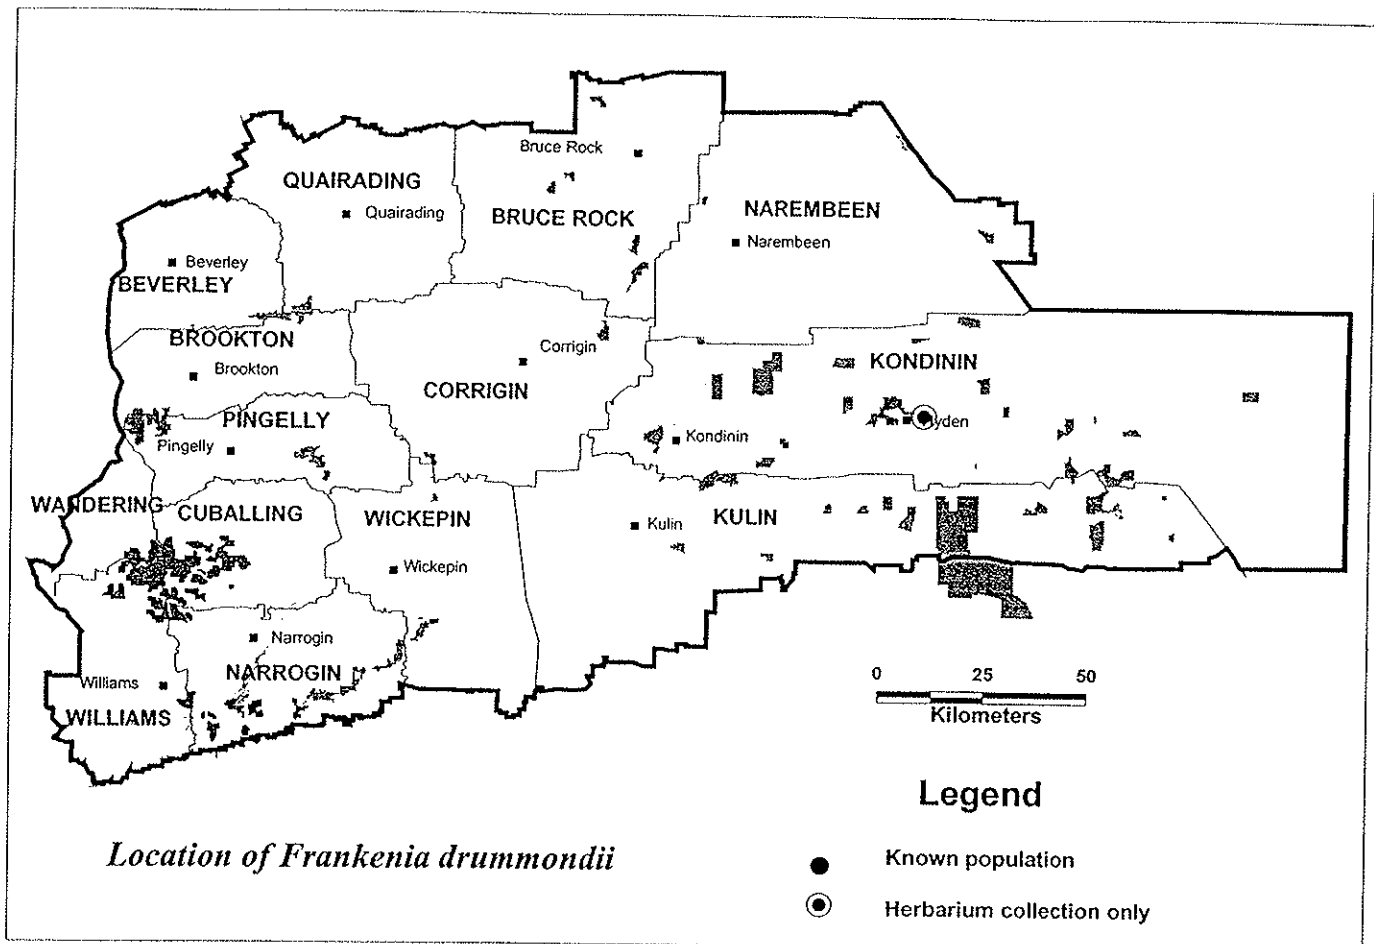 Bruce Rock
QUAIRADING
Quairading
BRUCE ROCK
NAREMBEEN
Narembeen
Beverley
BEVERLEY
BROOKTON
Brookton
Corrigin
CORRIGIN
KONDININ
yden
PINGELLY
Pingelly
Kondinin
WANDERING
CUBALLING
WICKEPIN
Wickepin
Kulin
KULIN
Narrogin
NARROGIN
Williams
WILLIAMS
0 25 50
Kilometers
Legend
Location of Frankenia drummondii
Known population
Herbarium collection only